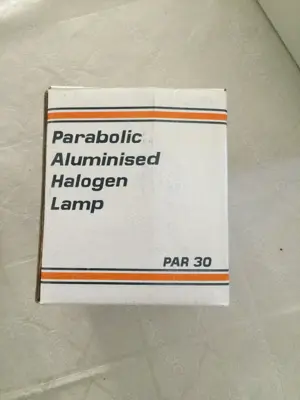 Parabolic
Aluminised
Halogen
Lamp
PAR 30